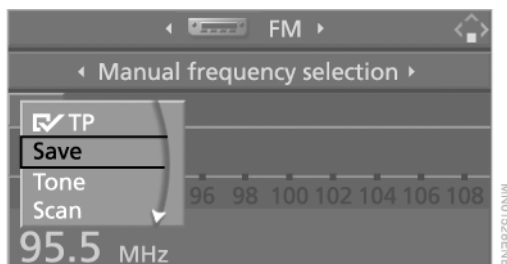 FM
Manual frequency selection
TP
Save
Tone
Scan
96 98 100 102 104 106 108
95.5 MHz